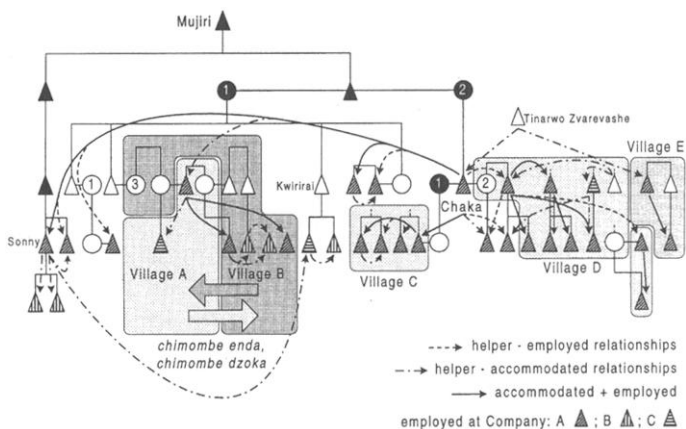 Mujiri
1
2
Tinarwo Zvarevashe
Village E
1
3
Kwirirai
1
2
Chaka
Sonny
Village A
Village B
Village C
Village D
chimombe enda,
chimombe dzoka
helper - employed relationships
helper - accommodated relationships
accommodated + employed
employed at Company: A ; B ; C